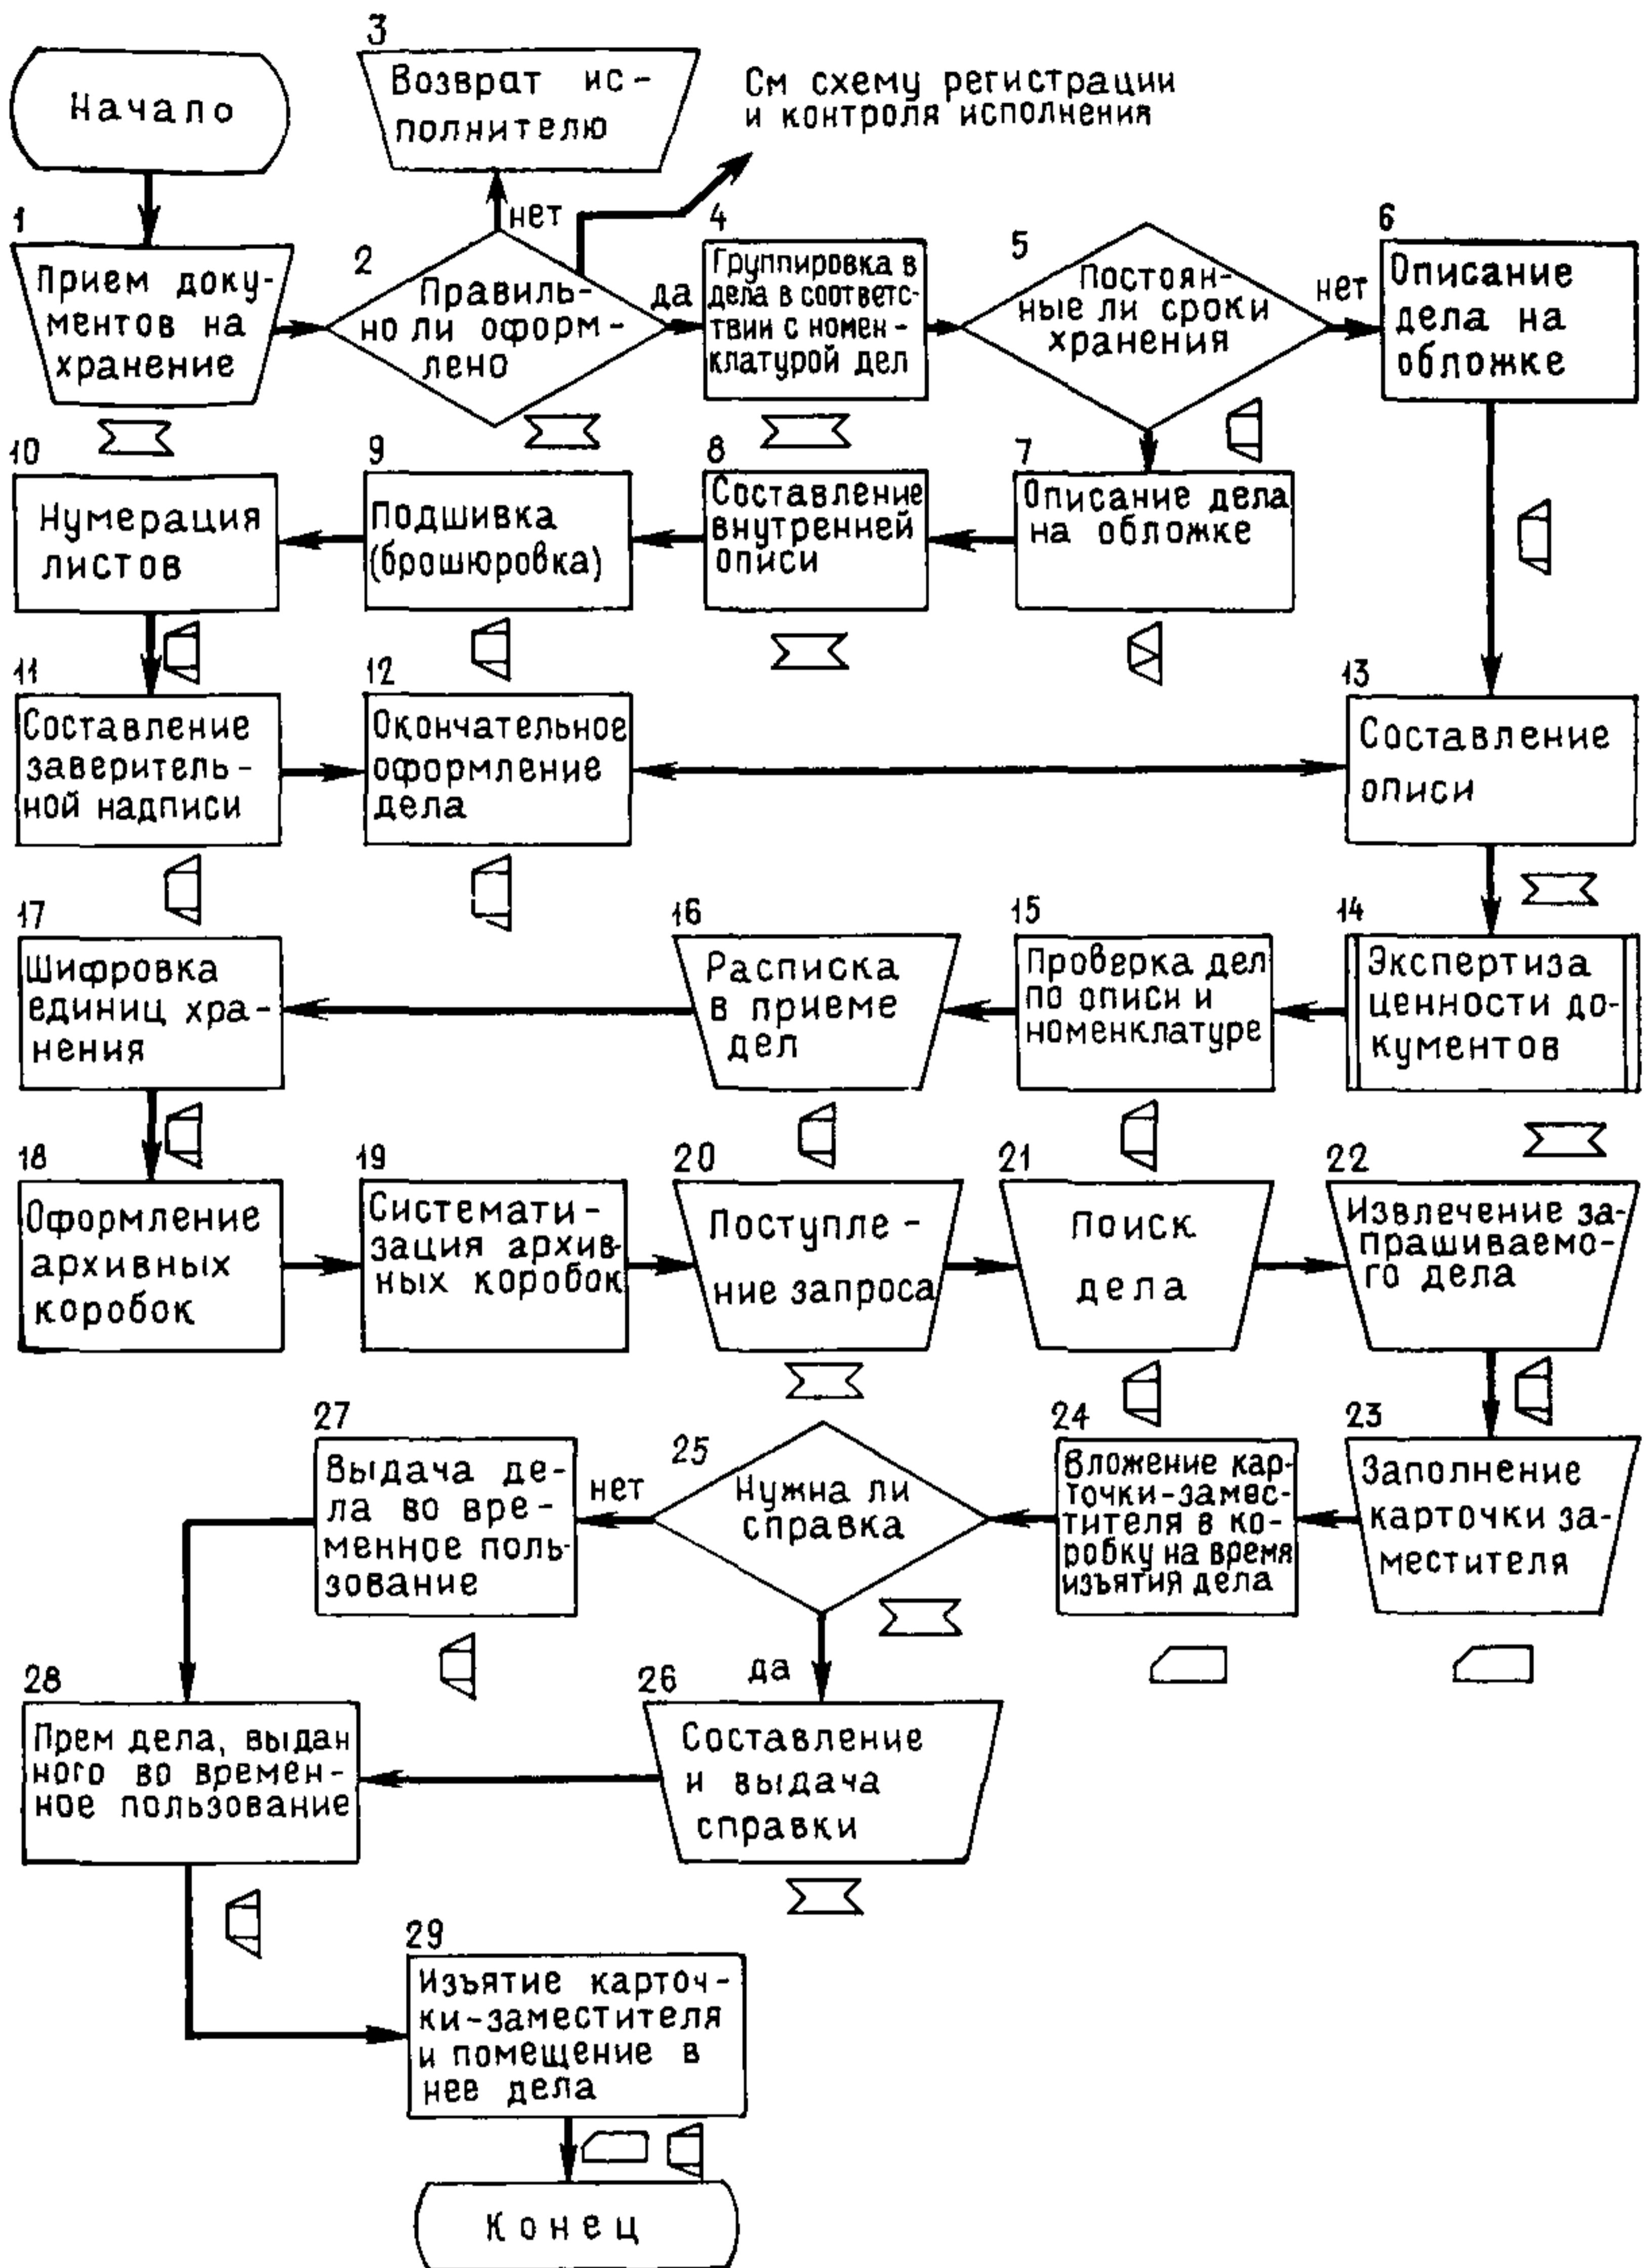 Начало
3
Возврат ис-
полнителю
См схему регистрации
и контроля исполнения
1
Прием доку-
ментов на
хранение
нет
2
Правиль-
но ли оформ-
лено
да
4
Группировка в
дела в соответс-
твии с номен-
клатурой дел
5
Постоян-
ные ли сроки
хранения
нет
6
Описание
дела на
обложке
10
Нумерация
листов
9
Подшивка
(брошюровка)
8
Составление
внутренней
описи
7
Описание дела
на обложке
11
Составление
заверитель-
ной надписи
12
Окончательное
оформление
дела
13
Составление
описи
17
Шифровка
единиц хра-
нения
16
Расписка
в приеме
дел
15
Проверка дел
по описи и
номенклатуре
14
Экспертиза
ценности до-
кументов
18
Оформление
архивных
коробок
19
Системати-
зация архив-
ных коробок
20
Поступле-
ние запроса
21
Поиск
дела
22
Извлечение за-
прашиваемо-
го дела
27
Выдача де-
ла во вре-
менное поль-
зование
нет
25
Нужна ли
справка
24
Вложение кар-
точки-замес-
тителя в ко-
робку на время
изъятия дела
23
Заполнение
карточки за-
местителя
да
28
Прем дела, выдан
ного во времен-
ное пользование
26
Составление
и выдача
справки
29
Изъятие карточ-
ки-заместителя
и помещение в
нее дела
Конец